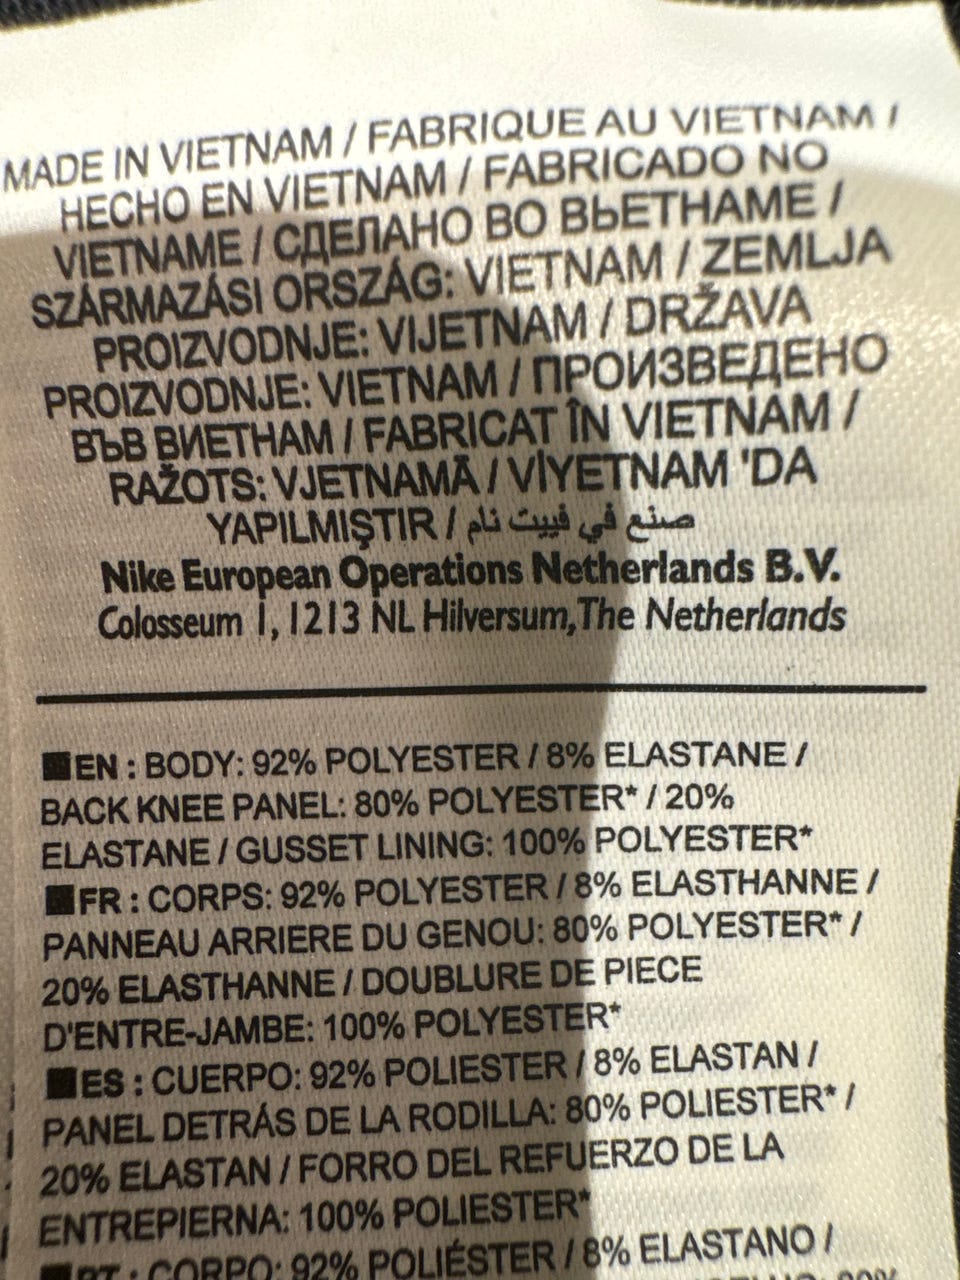 MADE IN VIETNAM / FABRIQUE AU VIETNAM /
HECHO EN VIETNAM / FABRICADO NO
VIETNAME / СДЕЛАНО ВО ВЬЕТНАМЕ /
SZÁRMAZÁSI ORSZÁG: VIETNAM / ZEMLJA
PROIZVODNJE: VIJETNAM / DRŽAVA
PROIZVODNJE: VIETNAM / ПРОИЗВЕДЕНО
ВЪВ ВИЕТНАМ / FABRICAT ÎN VIETNAM /
RAŽOTS: VJETNAMĀ / VİYETNAM 'DA
YAPILMIŞTIR / صنع في فييت نام
Nike European Operations Netherlands B.V.
Colosseum 1, 1213 NL Hilversum, The Netherlands
■EN : BODY: 92% POLYESTER / 8% ELASTANE /
BACK KNEE PANEL: 80% POLYESTER* / 20%
ELASTANE / GUSSET LINING: 100% POLYESTER*
■FR : CORPS: 92% POLYESTER / 8% ELASTHANNE /
PANNEAU ARRIERE DU GENOU: 80% POLYESTER* /
20% ELASTHANNE / DOUBLURE DE PIECE
D'ENTRE-JAMBE: 100% POLYESTER*
■ES : CUERPO: 92% POLIESTER / 8% ELASTAN /
PANEL DETRÁS DE LA RODILLA: 80% POLIESTER* /
20% ELASTAN / FORRO DEL REFUERZO DE LA
ENTREPIERNA: 100% POLIESTER*
■PT : CORPO: 92% POLIÉSTER / 8% ELASTANO /